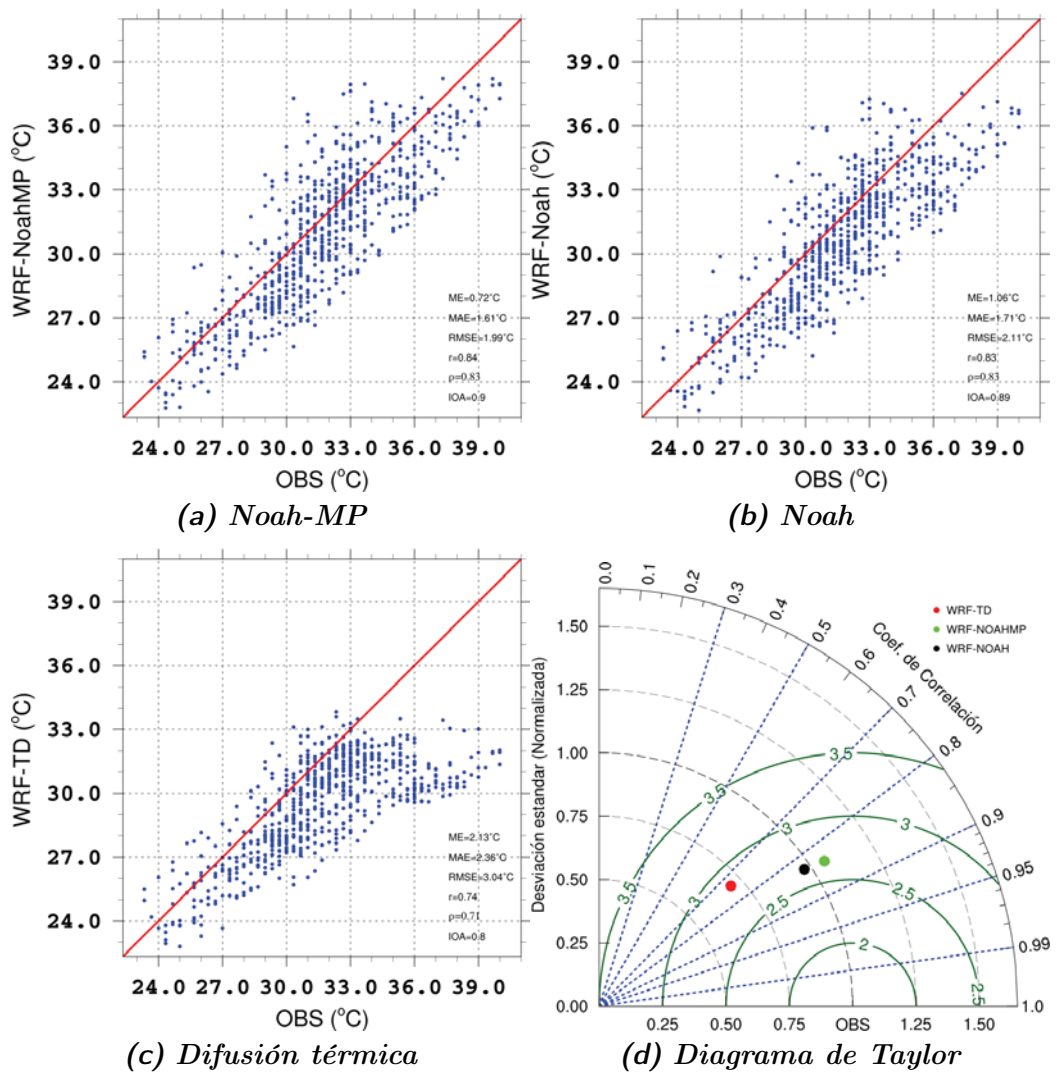 WRF-NoahMP (°C)
39.0
36.0
33.0
30.0
27.0
24.0
ME=0.72°C
MAE=1.61°C
RMSE=1.99°C
r=0.84
ρ=0.83
IOA=0.9
24.0 27.0 30.0 33.0 36.0 39.0
OBS (°C)
(a) Noah-MP
WRF-Noah (°C)
39.0
36.0
33.0
30.0
27.0
24.0
ME=1.06°C
MAE=1.71°C
RMSE=2.11°C
r=0.83
ρ=0.83
IOA=0.89
24.0 27.0 30.0 33.0 36.0 39.0
OBS (°C)
(b) Noah
WRF-TD (°C)
39.0
36.0
33.0
30.0
27.0
24.0
ME=2.13°C
MAE=2.36°C
RMSE=3.04°C
r=0.74
ρ=0.71
IOA=0.8
24.0 27.0 30.0 33.0 36.0 39.0
OBS (°C)
(c) Difusión térmica
Desviación estandar (Normalizada)
1.50
1.25
1.00
0.75
0.50
0.25
0.00
0.0
0.1
0.2
0.3
0.4
0.5
0.6
0.7
0.8
0.9
0.95
0.99
1.0
Coef. de Correlación
WRF-TD
WRF-NOAHMP
WRF-NOAH
3.5
3.5
3.5
3
3
3
2.5
2.5
2.5
2
0.25 0.50 0.75 OBS 1.25 1.50
(d) Diagrama de Taylor